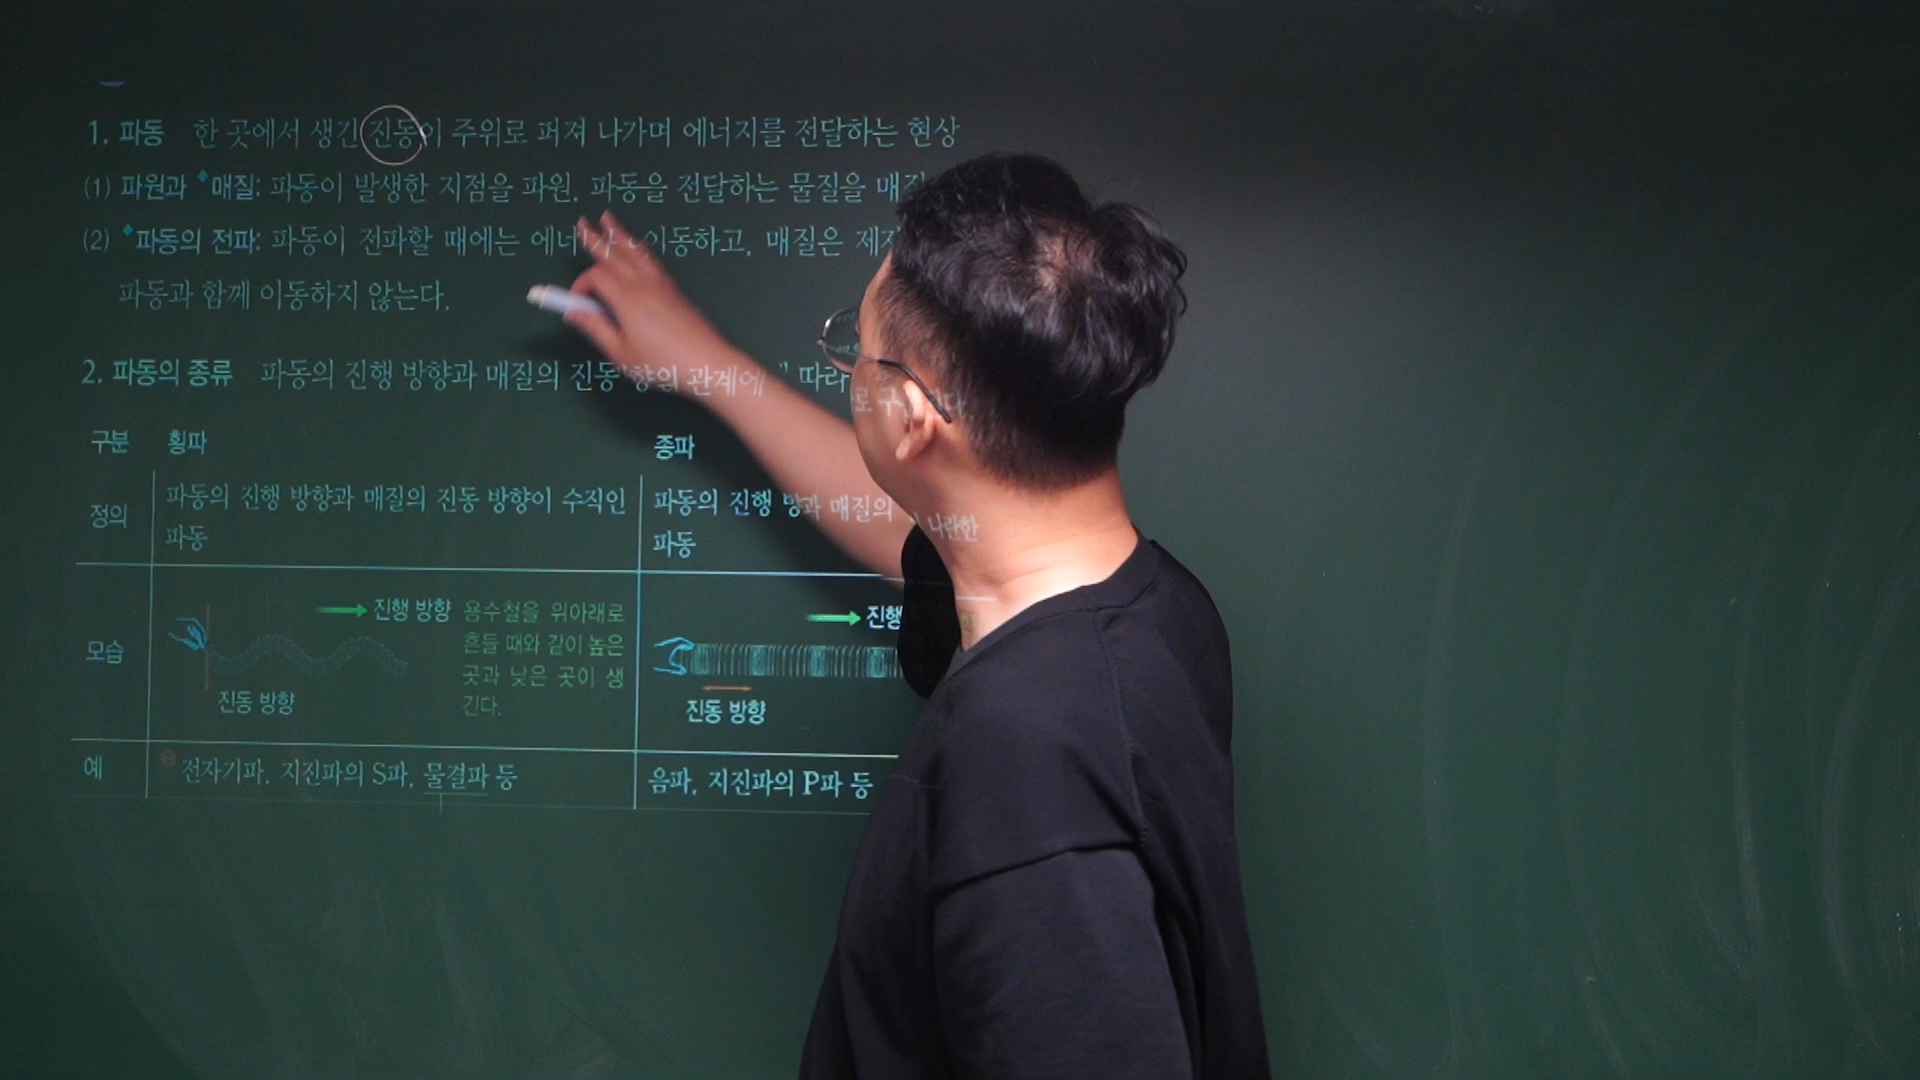 1. 파동 한 곳에서 생긴 진동이 주위로 퍼져 나가며 에너지를 전달하는 현상
(1) 파원과 매질: 파동이 발생한 지점을 파원, 파동을 전달하는 물질을
(2) 파동의 전파: 파동이 전파할 때에는 이동하고, 매질은
파동과 함께 이동하지 않는다.
2. 파동의 종류 파동의 진행 방향과 매질의 진동 관계에 따라
구분 횡파 종파
정의 파동의 진행 방향과 매질의 진동 방향이 수직인
파동
파동의 진행 매질의 나란한
파동
모습
진행 방향
용수철을 위아래로
흔들 때와 같이 높은
곳과 낮은 곳이 생
긴다.
진동 방향
진행
진동 방향
예 전자기파, 지진파의 S파, 물결파 등
음파, 지진파의 P파 등